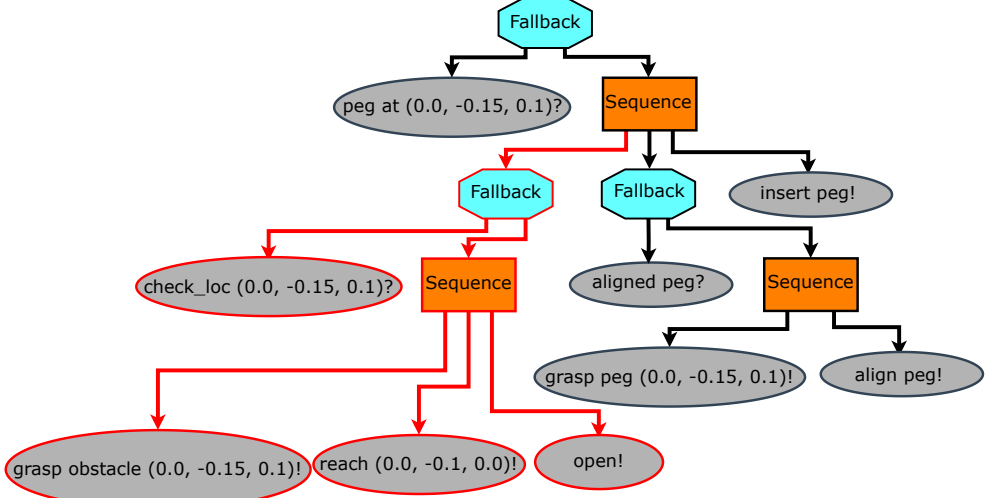 Fallback
peg at (0.0, -0.15, 0.1)?
Sequence
Fallback
Fallback
insert peg!
check_loc (0.0, -0.15, 0.1)?
Sequence
aligned peg?
Sequence
grasp peg (0.0, -0.15, 0.1)!
align peg!
grasp obstacle (0.0, -0.15, 0.1)!
reach (0.0, -0.1, 0.0)!
open!